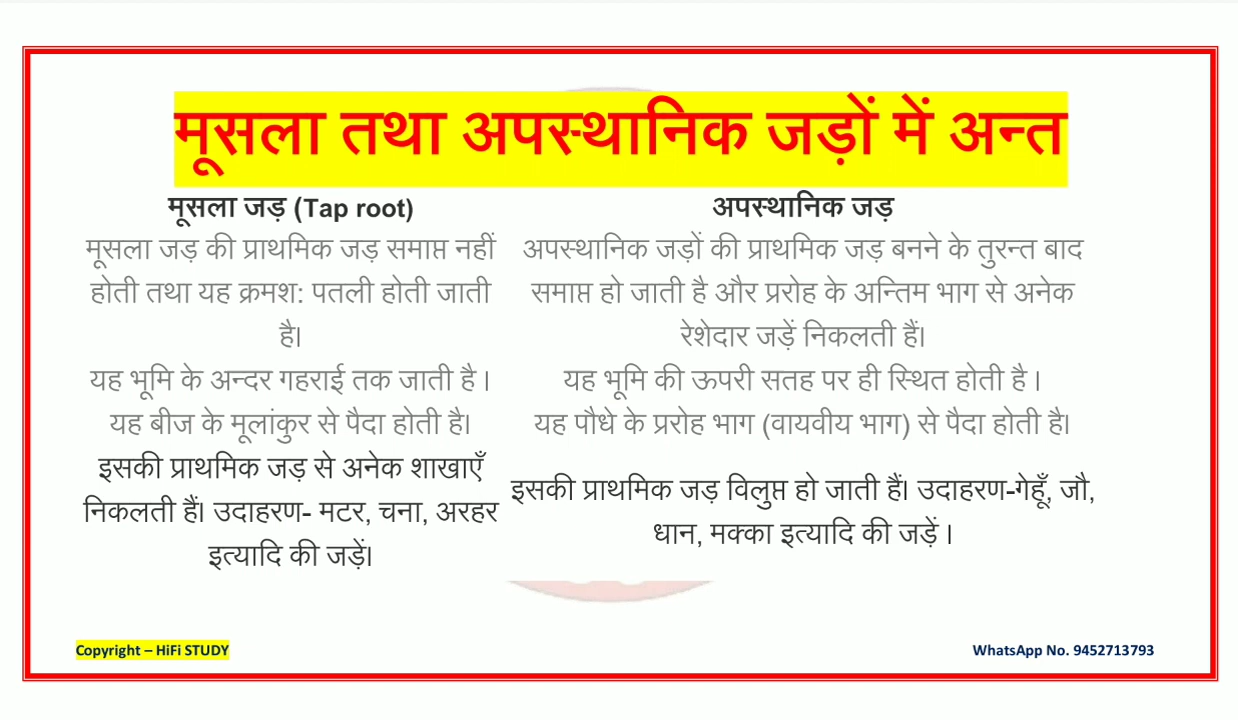 मूसला तथा अपस्थानिक जड़ों में अन्त
मूसला जड़ (Tap root)
मूसला जड़ की प्राथमिक जड़ समाप्त नहीं
होती तथा यह क्रमश: पतली होती जाती
है।
यह भूमि के अन्दर गहराई तक जाती है ।
यह बीज के मूलांकुर से पैदा होती है।
इसकी प्राथमिक जड़ से अनेक शाखाएँ
निकलती हैं। उदाहरण- मटर, चना, अरहर
इत्यादि की जड़ें।
अपस्थानिक जड़
अपस्थानिक जड़ों की प्राथमिक जड़ बनने के तुरन्त बाद
समाप्त हो जाती है और प्ररोह के अन्तिम भाग से अनेक
रेशेदार जड़ें निकलती हैं।
यह भूमि की ऊपरी सतह पर ही स्थित होती है ।
यह पौधे के प्ररोह भाग (वायवीय भाग) से पैदा होती है।
इसकी प्राथमिक जड़ विलुप्त हो जाती हैं। उदाहरण-गेहूँ, जौ,
धान, मक्का इत्यादि की जड़ें ।
Copyright – HiFi STUDY
WhatsApp No. 9452713793